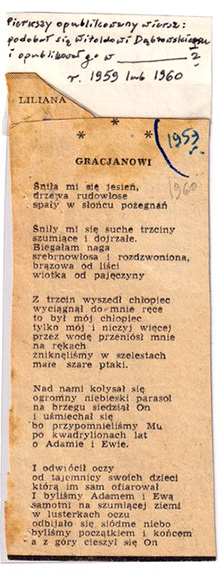 Pierwszy opublikowany wiersz:
podobał się Witoldowi Dąbrowskiemu
i opublikował go w ________ ?
r. 1959 lub 1960
LILIANA
* * *
1959
1960
GRACJANOWI
Śniła mi się jesień,
drzewa rudowłose
spały w słońcu pożegnań
Śniły mi się suche trzciny
szumiące i dojrzałe.
Biegałam naga
srebrnowłosa i rozdzwoniona,
brązowa od liści
wiotka od pajęczyny
Z trzcin wyszedł chłopiec
wyciągnął do mnie ręce
to był mój chłopiec
tylko mój i niczyj więcej
przez wodę przeniósł mnie
na rękach
zniknęliśmy w szelestach
małe szare ptaki.
Nad nami kołysał się
ogromny niebieski parasol
na brzegu siedział On
i uśmiechał się
bo przypomnieliśmy Mu
po kwadrylionach lat
o Adamie i Ewie.
I odwrócił oczy
od tajemnicy swoich dzieci
którą im sam ofiarował
I byliśmy Adamem i Ewą
samotni na szumiącej ziemi
w lusterkach oczu
odbijało się siódme niebo
byliśmy początkiem i końcem
a z góry cieszył się On